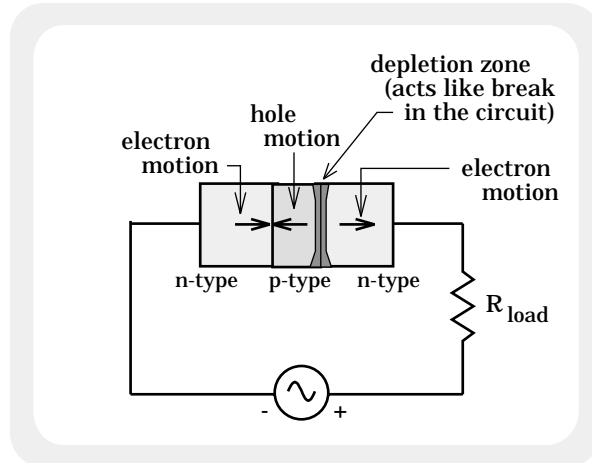 depletion zone
(acts like break
in the circuit)
hole
motion
electron
motion
electron
motion
n-type p-type n-type
R load
- +